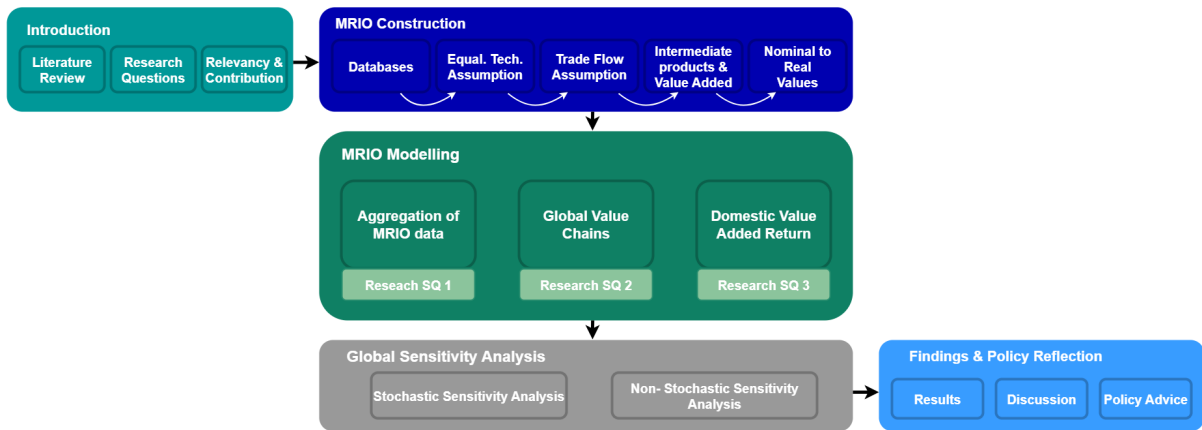 Introduction
Literature
Review
Research
Questions
Relevancy &
Contribution
MRIO Construction
Databases
Equal. Tech.
Assumption
Trade Flow
Assumption
Intermediate
products &
Value Added
Nominal to
Real
Values
MRIO Modelling
Aggregation of
MRIO data
Reseach SQ 1
Global Value
Chains
Research SQ 2
Domestic Value
Added Return
Research SQ 3
Global Sensitivity Analysis
Stochastic Sensitivity Analysis
Non- Stochastic Sensitivity
Analysis
Findings & Policy Reflection
Results
Discussion
Policy Advice